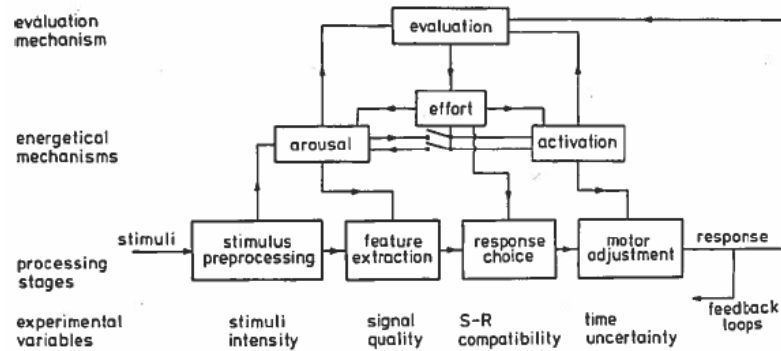 evaluation
mechanism
evaluation
effort
energetical
mechanisms
arousal
activation
stimuli
stimulus
preprocessing
feature
extraction
response
choice
motor
adjustment
response
processing
stages
feedback
loops
experimental
variables
stimuli
intensity
signal
quality
S-R
compatibility
time
uncertainty